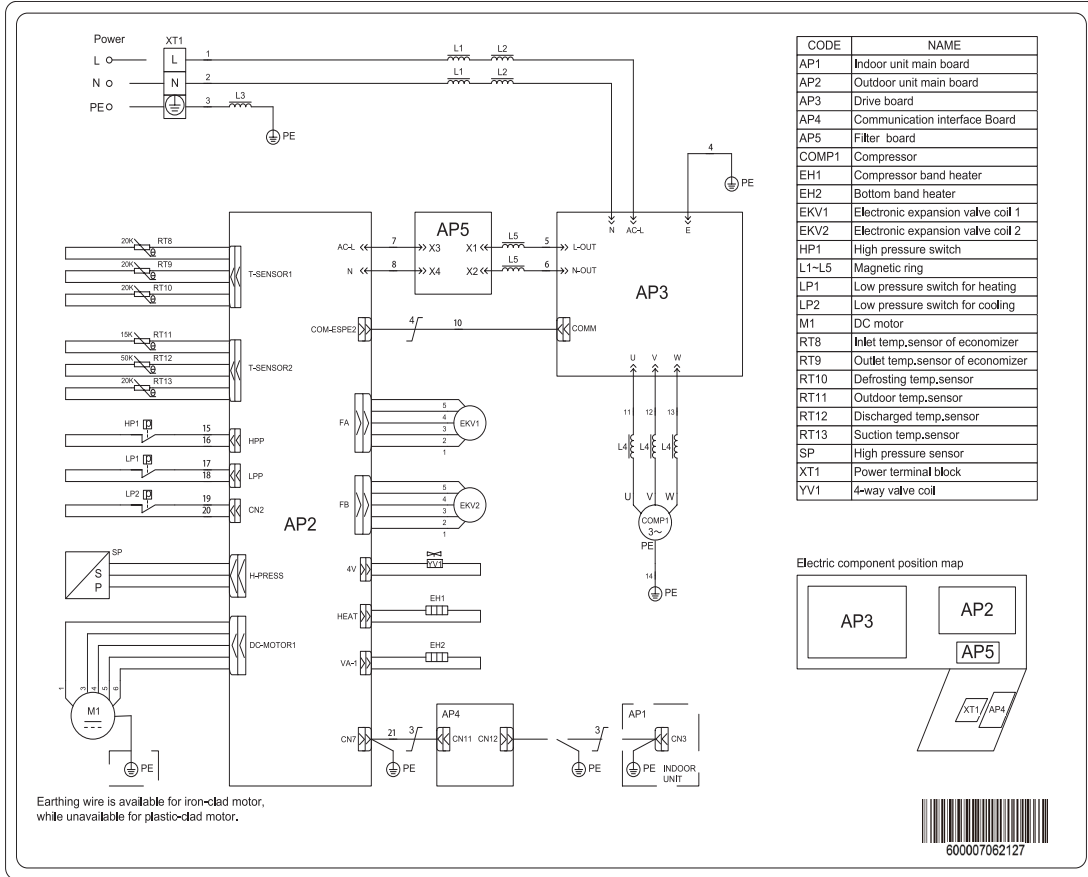 Power
XT1
L
L
1
L1
L2
N
N
2
L1
L2
PE
3
L3
PE
4
PE
CODE NAME
AP1 Indoor unit main board
AP2 Outdoor unit main board
AP3 Drive board
AP4 Communication interface Board
AP5 Filter board
COMP1 Compressor
EH1 Compressor band heater
EH2 Bottom band heater
EKV1 Electronic expansion valve coil 1
EKV2 Electronic expansion valve coil 2
HP1 High pressure switch
L1~L5 Magnetic ring
LP1 Low pressure switch for heating
LP2 Low pressure switch for cooling
M1 DC motor
RT8 Inlet temp.sensor of economizer
RT9 Outlet temp.sensor of economizer
RT10 Defrosting temp.sensor
RT11 Outdoor temp.sensor
RT12 Discharged temp.sensor
RT13 Suction temp.sensor
SP High pressure sensor
XT1 Power terminal block
YV1 4-way valve coil
20K RT8
20K RT9
20K RT10
T-SENSOR1
15K RT11
50K RT12
20K RT13
T-SENSOR2
HP1 P
15
16
HPP
LP1 P
17
18
LPP
LP2 P
19
20
CN2
SP
S
P
H-PRESS
DC-MOTOR1
1
3
4
5
6
M1
PE
AP2
AC-L
7
N
8
AP5
X3 X1
X4 X2
L5
5
L5
6
N AC-L E
L-OUT
N-OUT
AP3
COM-ESPE2
4
10
COMM
U V W
11 12 13
L4 L4 L4
U V W
COMP1
3~
PE
14
PE
FA
5
4
3
2
1
EKV1
FB
5
4
3
2
1
EKV2
4V
YV1
HEAT
EH1
VA-1
EH2
CN7
21
3
PE
AP4
CN11 CN12
3
PE
AP1
CN3
PE INDOOR
UNIT
Electric component position map
AP3
AP2
AP5
XT1
AP4
Earthing wire is available for iron-clad motor,
while unavailable for plastic-clad motor.
600007062127